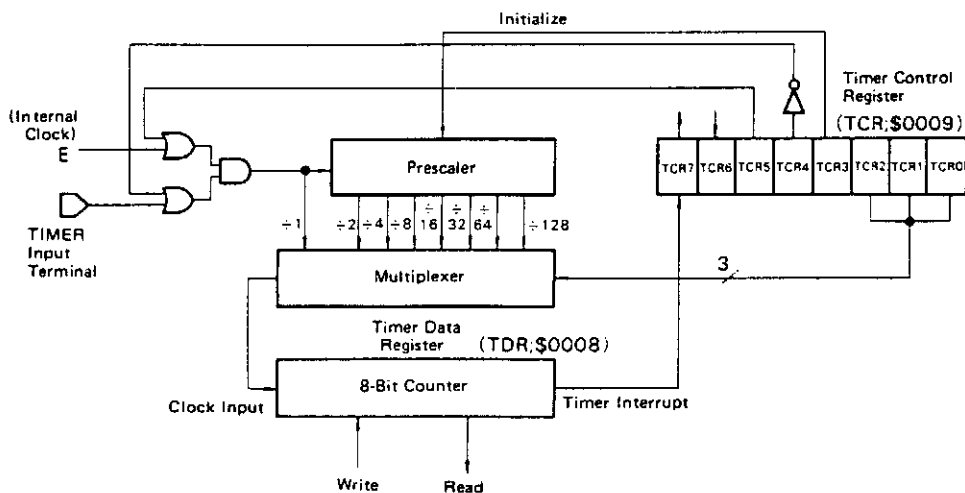 Initialize
Timer Control
Register
(TCR;$0009)
(Internal
Clock)
E
TCR7 TCR6 TCR5 TCR4 TCR3 TCR2 TCR1 TCR0
Prescaler
TIMER
Input
Terminal
÷1 ÷2 ÷4 ÷8 ÷16 ÷32 ÷64 ÷128
Multiplexer
3
Timer Data
Register (TDR;$0008)
8-Bit Counter
Clock Input
Timer Interrupt
Write Read